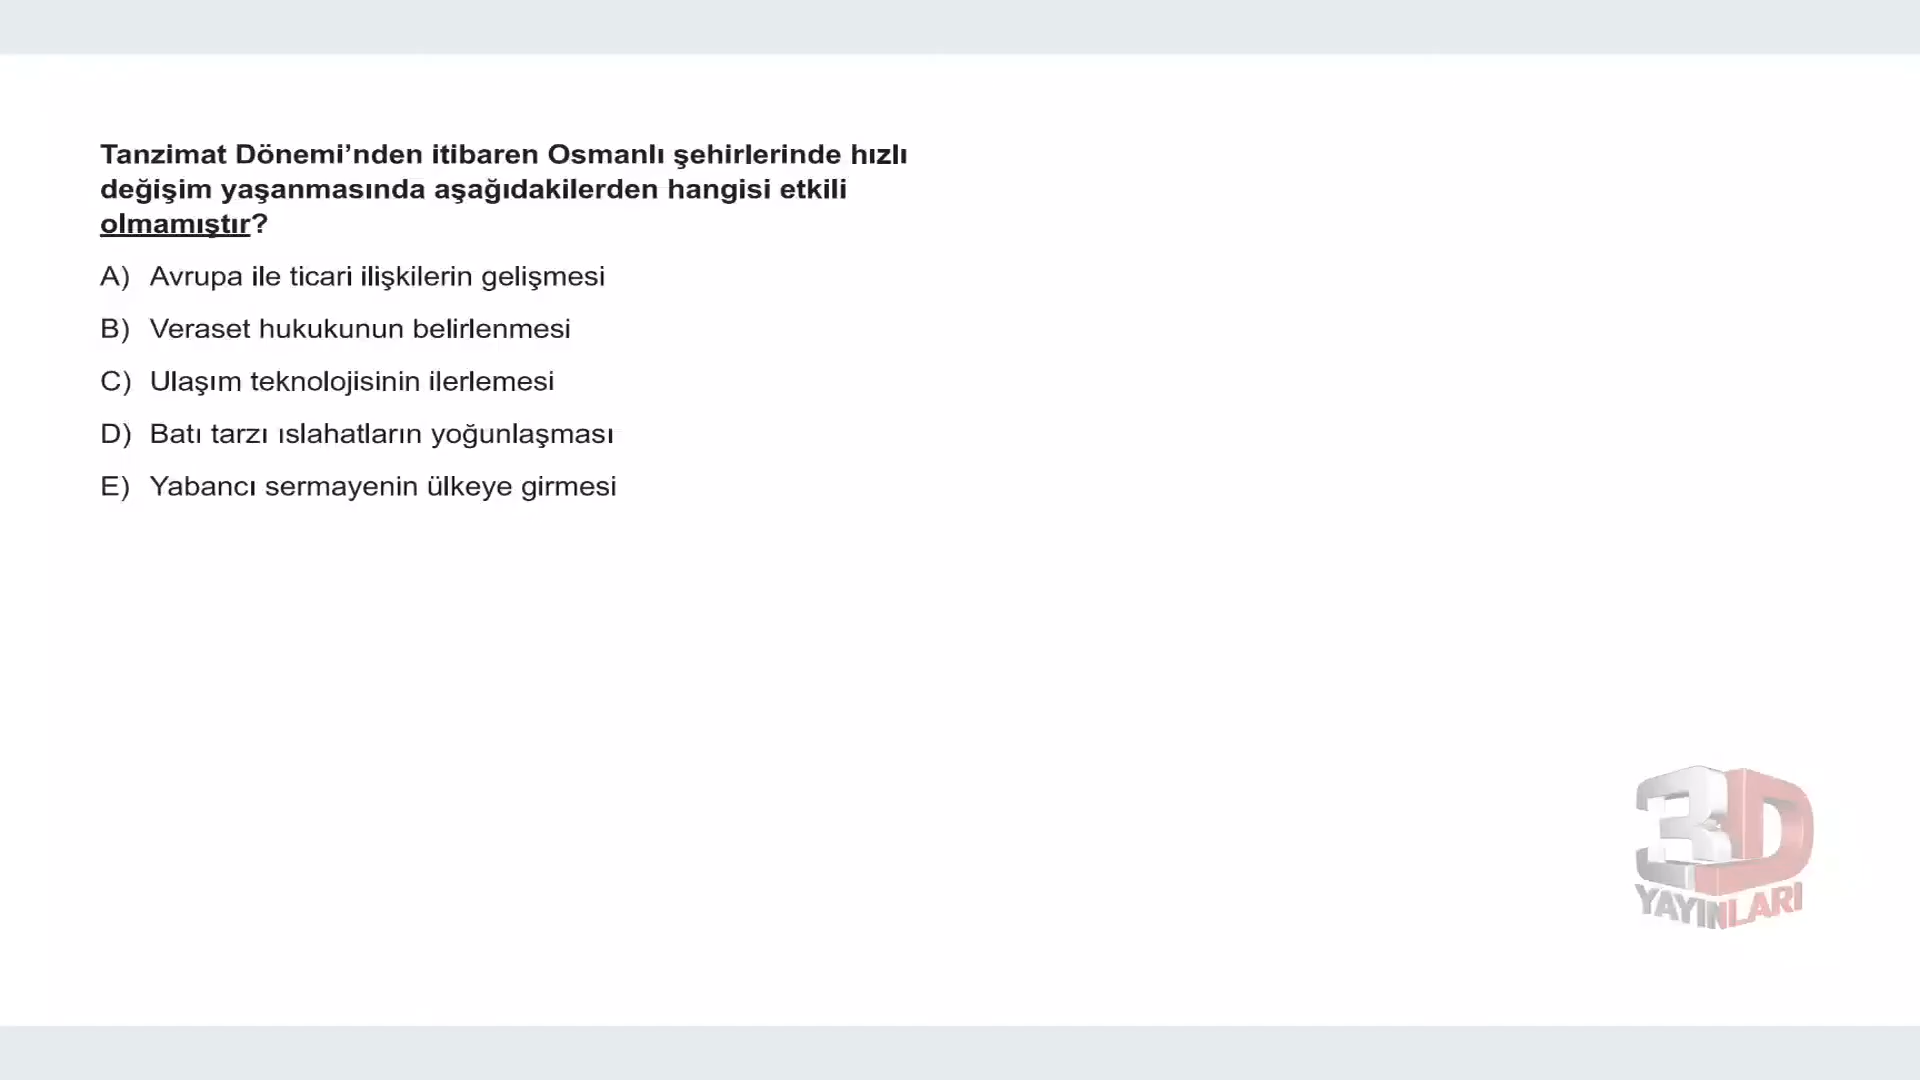 Tanzimat Dönemi’nden itibaren Osmanlı şehirlerinde hızlı
değişim yaşanmasında aşağıdakilerden hangisi etkili
olmamıştır?
A) Avrupa ile ticari ilişkilerin gelişmesi
B) Veraset hukukunun belirlenmesi
C) Ulaşım teknolojisinin ilerlemesi
D) Batı tarzı ıslahatların yoğunlaşması
E) Yabancı sermayenin ülkeye girmesi
3D
YAYINLARI